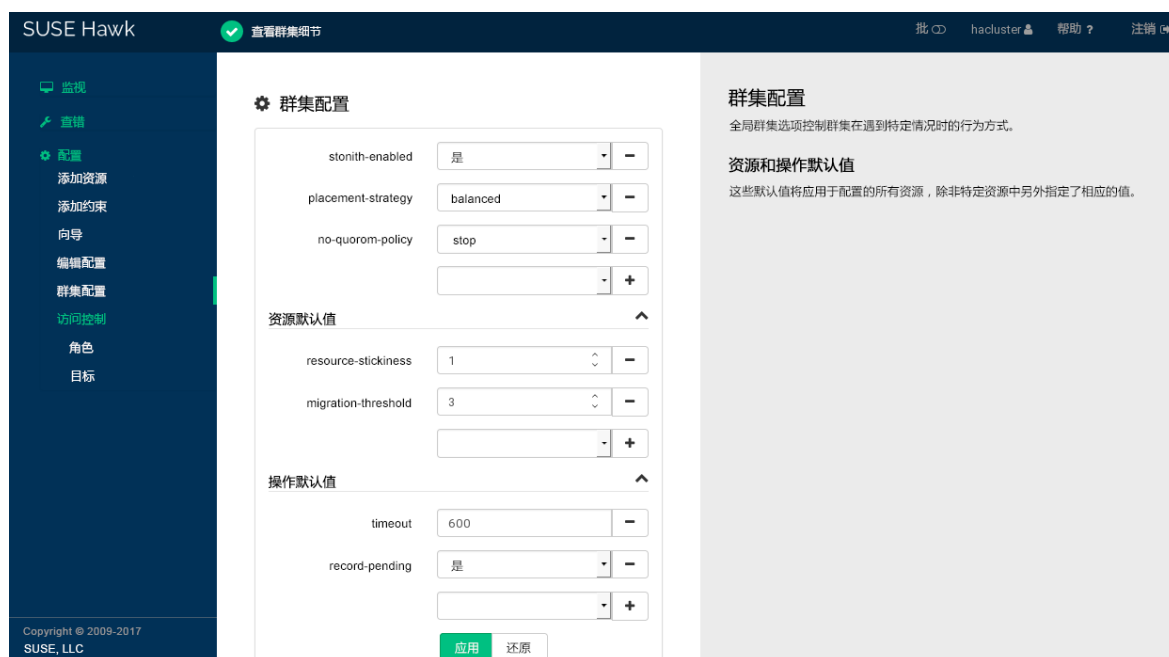 SUSE Hawk
查看群集细节
批
hacluster
帮助 ?
注销
监视
查错
配置
添加资源
添加约束
向导
编辑配置
群集配置
访问控制
角色
目标
Copyright © 2009-2017
SUSE, LLC
群集配置
stonith-enabled 是
placement-strategy balanced
no-quorom-policy stop
资源默认值
resource-stickiness 1
migration-threshold 3
操作默认值
timeout 600
record-pending 是
应用 还原
群集配置
全局群集选项控制群集在遇到特定情况时的行为方式。
资源和操作默认值
这些默认值将应用于配置的所有资源，除非特定资源中另外指定了相应的值。